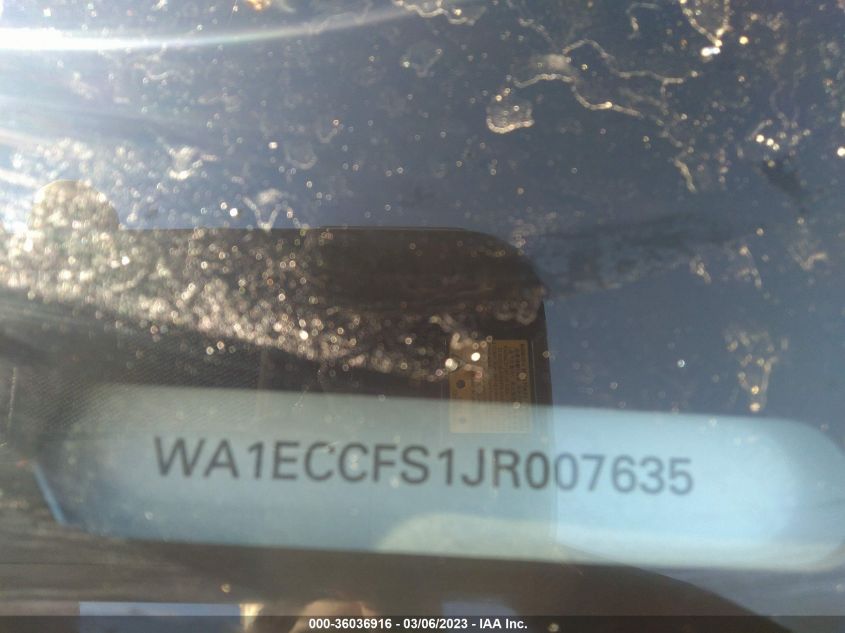 WA1ECCFS1JR007635
000-36036916 - 03/06/2023 - IAA Inc.